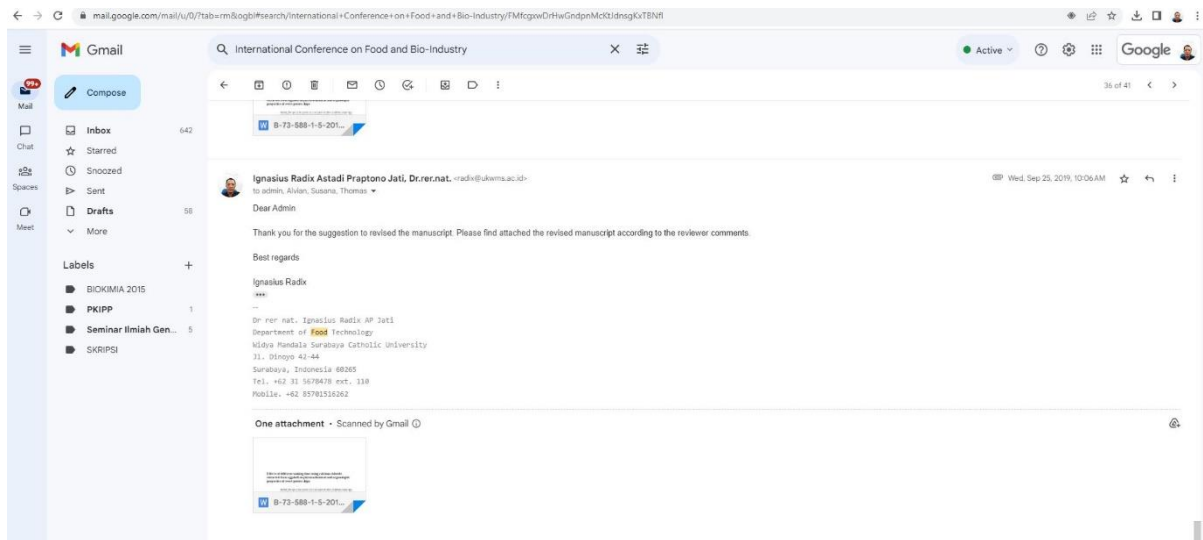 mail.google.com/mail/u/0/?tab=rm&ogbl#search/International+Conference+on+Food+and+Bio-Industry/FMfcgxwDrHwGndpnMcKtJdnsgKxTBNfl
Gmail
International Conference on Food and Bio-Industry
Active
Google
99+
Mail
Chat
Spaces
Meet
Compose
Inbox 642
Starred
Snoozed
Sent
Drafts 58
More
Labels
BIOKIMIA 2015
PKIPP 1
Seminar Ilmiah Gen... 5
SKRIPSI
36 of 41
B-73-588-1-5-201...
Ignasius Radix Astadi Praptono Jati, Dr.rer.nat. <radix@ukwms.ac.id>
Wed, Sep 25, 2019, 10:06 AM
to admin, Alvian, Susana, Thomas
Dear Admin
Thank you for the suggestion to revised the manuscript. Please find attached the revised manuscript according to the reviewer comments.
Best regards
Ignasius Radix
--
Dr rer nat. Ignasius Radix AP Jati
Department of Food Technology
Widya Mandala Surabaya Catholic University
Jl. Dinoyo 42-44
Surabaya, Indonesia 60265
Tel. +62 31 5678478 ext. 110
Mobile. +62 85701516262
One attachment • Scanned by Gmail
B-73-588-1-5-201...